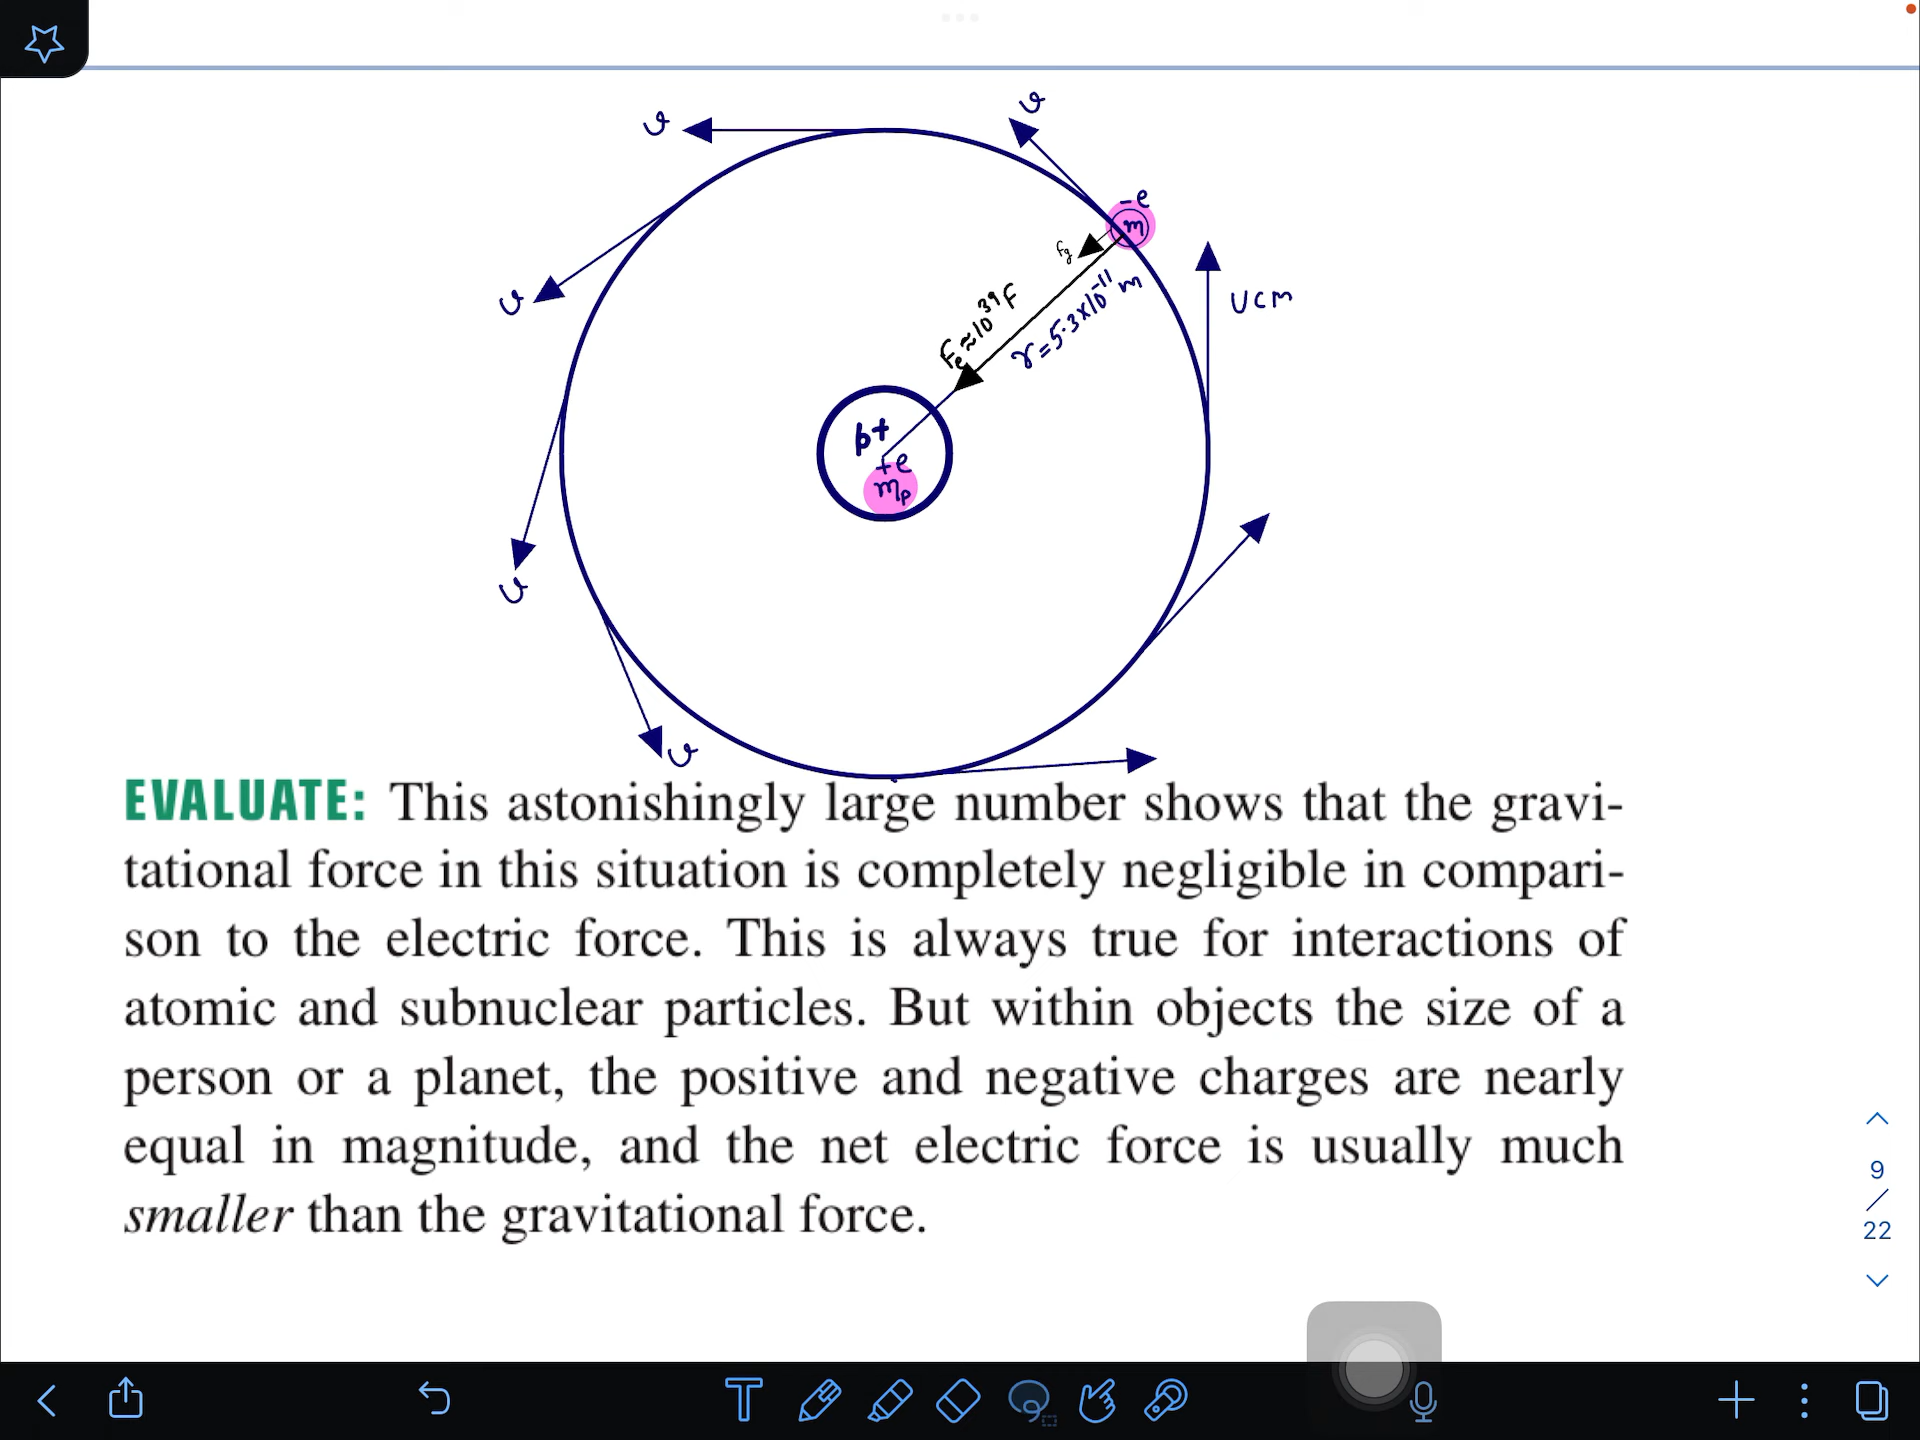 v
v
-e
m
Fg
UCM
Fe≈10³⁹F
r=5.3×10⁻¹¹m
v
p+
+e
mp
v
v
EVALUATE: This astonishingly large number shows that the gravi-
tational force in this situation is completely negligible in compari-
son to the electric force. This is always true for interactions of
atomic and subnuclear particles. But within objects the size of a
person or a planet, the positive and negative charges are nearly
equal in magnitude, and the net electric force is usually much
smaller than the gravitational force.
9
/
22
T